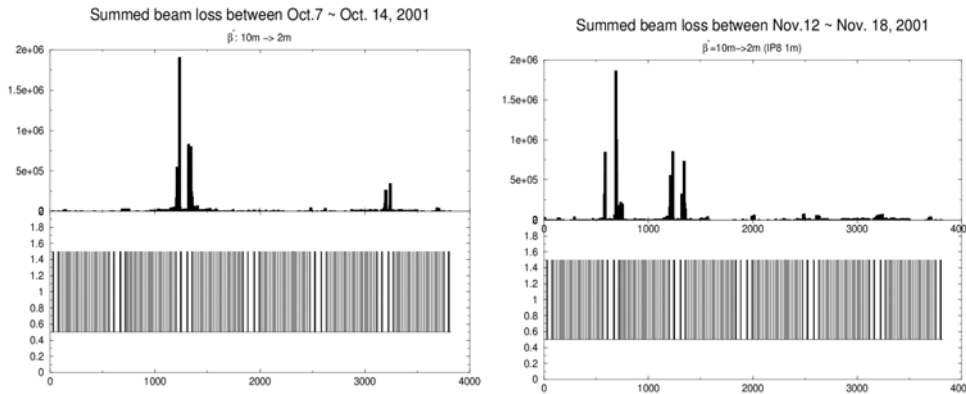 Summed beam loss between Oct.7 ~ Oct. 14, 2001
β*: 10m −> 2m
2e+06
1.5e+06
1e+06
5e+05
0
2
1.8
1.6
1.4
1.2
1
0.8
0.6
0.4
0.2
0
0 1000 2000 3000 4000
Summed beam loss between Nov.12 ~ Nov. 18, 2001
β*=10m−>2m (IP8 1m)
2e+06
1.5e+06
1e+06
5e+05
0 1000 2000 3000 400
1.8
1.6
1.4
1.2
1
0.8
0.6
0.4
0.2
0
0 1000 2000 3000 400